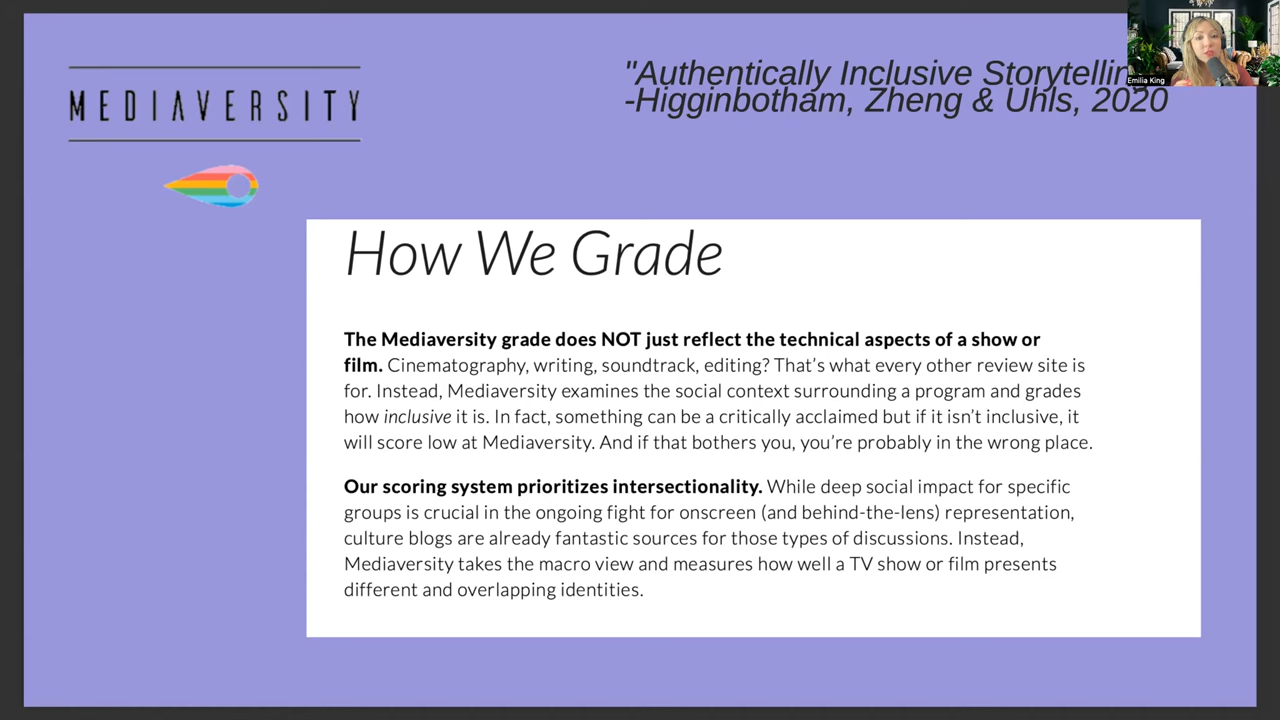 MEDIAVERSITY
"Authentically Inclusive
-Higginbotham, Zheng & Uhls, 2020
Emilia King
How We Grade
The Mediaversity grade does NOT just reflect the technical aspects of a show or
film. Cinematography, writing, soundtrack, editing? That's what every other review site is
for. Instead, Mediaversity examines the social context surrounding a program and grades
how inclusive it is. In fact, something can be a critically acclaimed but if it isn't inclusive, it
will score low at Mediaversity. And if that bothers you, you're probably in the wrong place.
Our scoring system prioritizes intersectionality. While deep social impact for specific
groups is crucial in the ongoing fight for onscreen (and behind-the-lens) representation,
culture blogs are already fantastic sources for those types of discussions. Instead,
Mediaversity takes the macro view and measures how well a TV show or film presents
different and overlapping identities.